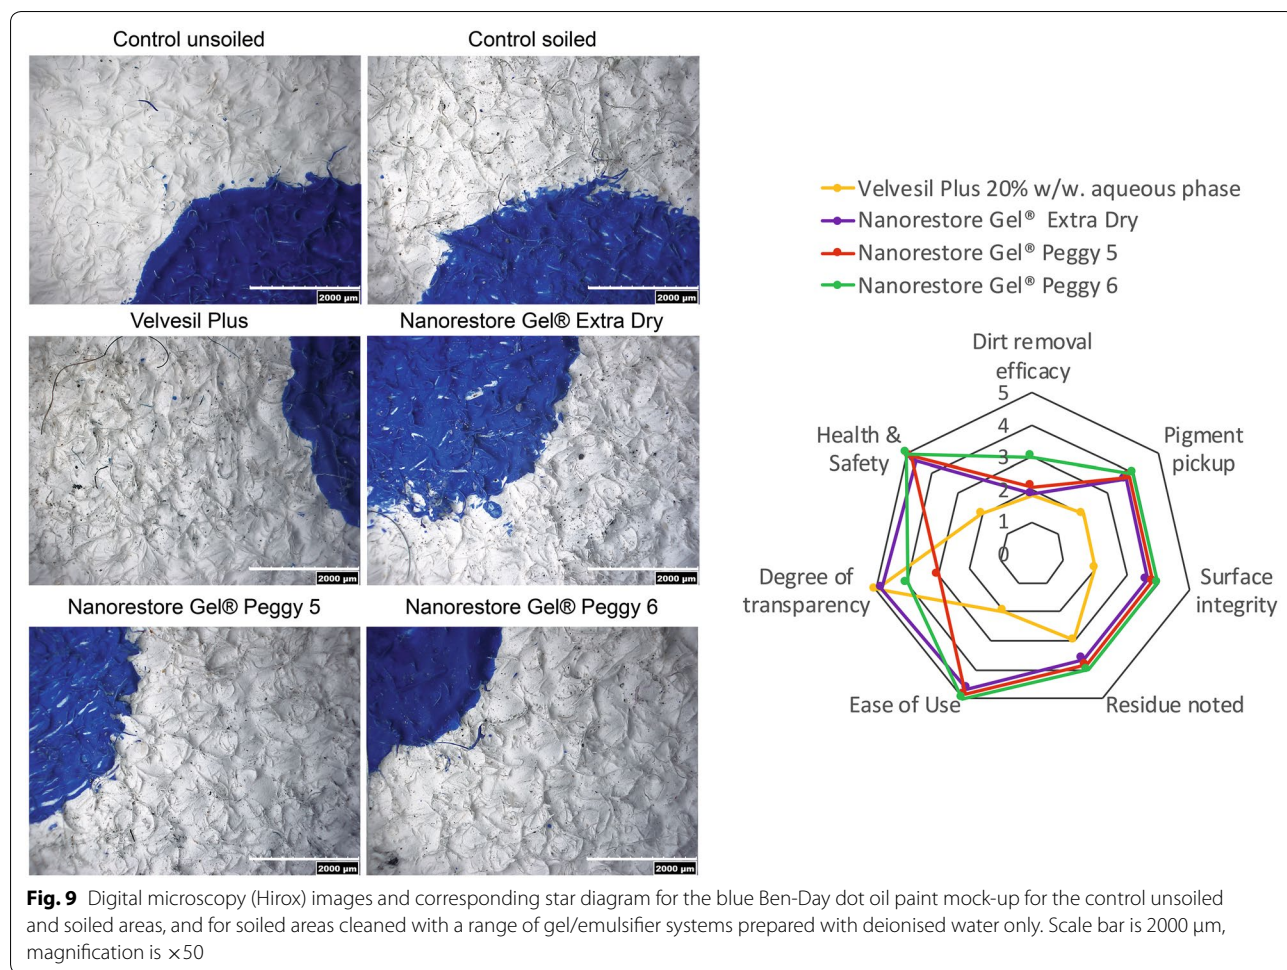 Control unsoiled
Control soiled
2000 µm
2000 µm
Velvesil Plus
Nanorestore Gel® Extra Dry
2000 µm
2000 µm
Nanorestore Gel® Peggy 5
Nanorestore Gel® Peggy 6
2000 µm
2000 µm
Velvesil Plus 20% w/w. aqueous phase
Nanorestore Gel® Extra Dry
Nanorestore Gel® Peggy 5
Nanorestore Gel® Peggy 6
Dirt removal
efficacy
5
4
3
2
1
0
Pigment
pickup
Surface
integrity
Residue noted
Ease of Use
Degree of
transparency
Health &
Safety
Fig. 9 Digital microscopy (Hirox) images and corresponding star diagram for the blue Ben-Day dot oil paint mock-up for the control unsoiled
and soiled areas, and for soiled areas cleaned with a range of gel/emulsifier systems prepared with deionised water only. Scale bar is 2000 µm,
magnification is ×50